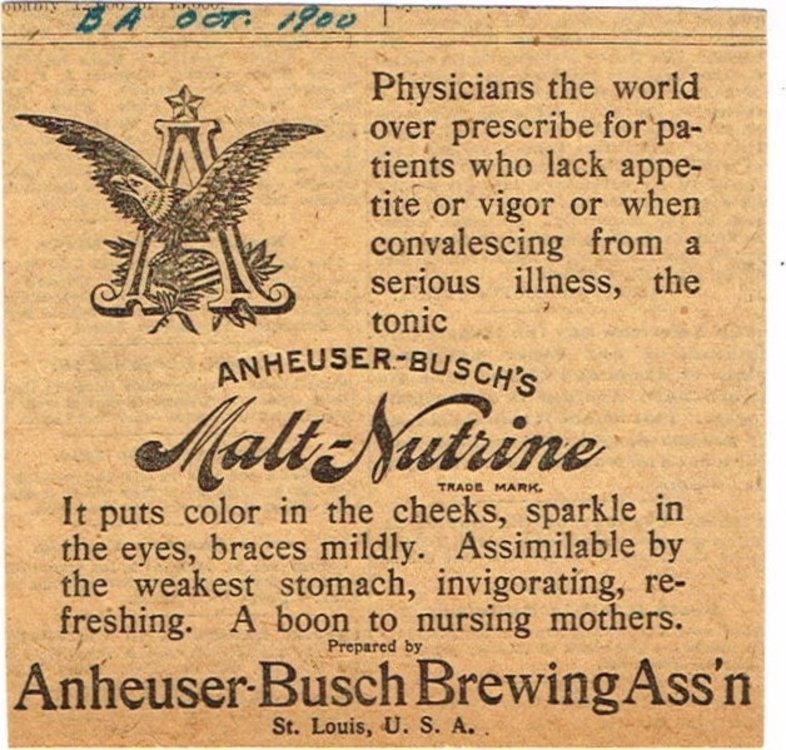 BA Oct. 1900
Physicians the world
over prescribe for pa-
tients who lack appe-
tite or vigor or when
convalescing from a
serious illness, the
tonic
A
ANHEUSER-BUSCH'S
Malt-Nutrine
TRADE MARK.
It puts color in the cheeks, sparkle in
the eyes, braces mildly. Assimilable by
the weakest stomach, invigorating, re-
freshing. A boon to nursing mothers.
Prepared by
Anheuser-Busch Brewing Ass'n
St. Louis, U. S. A.